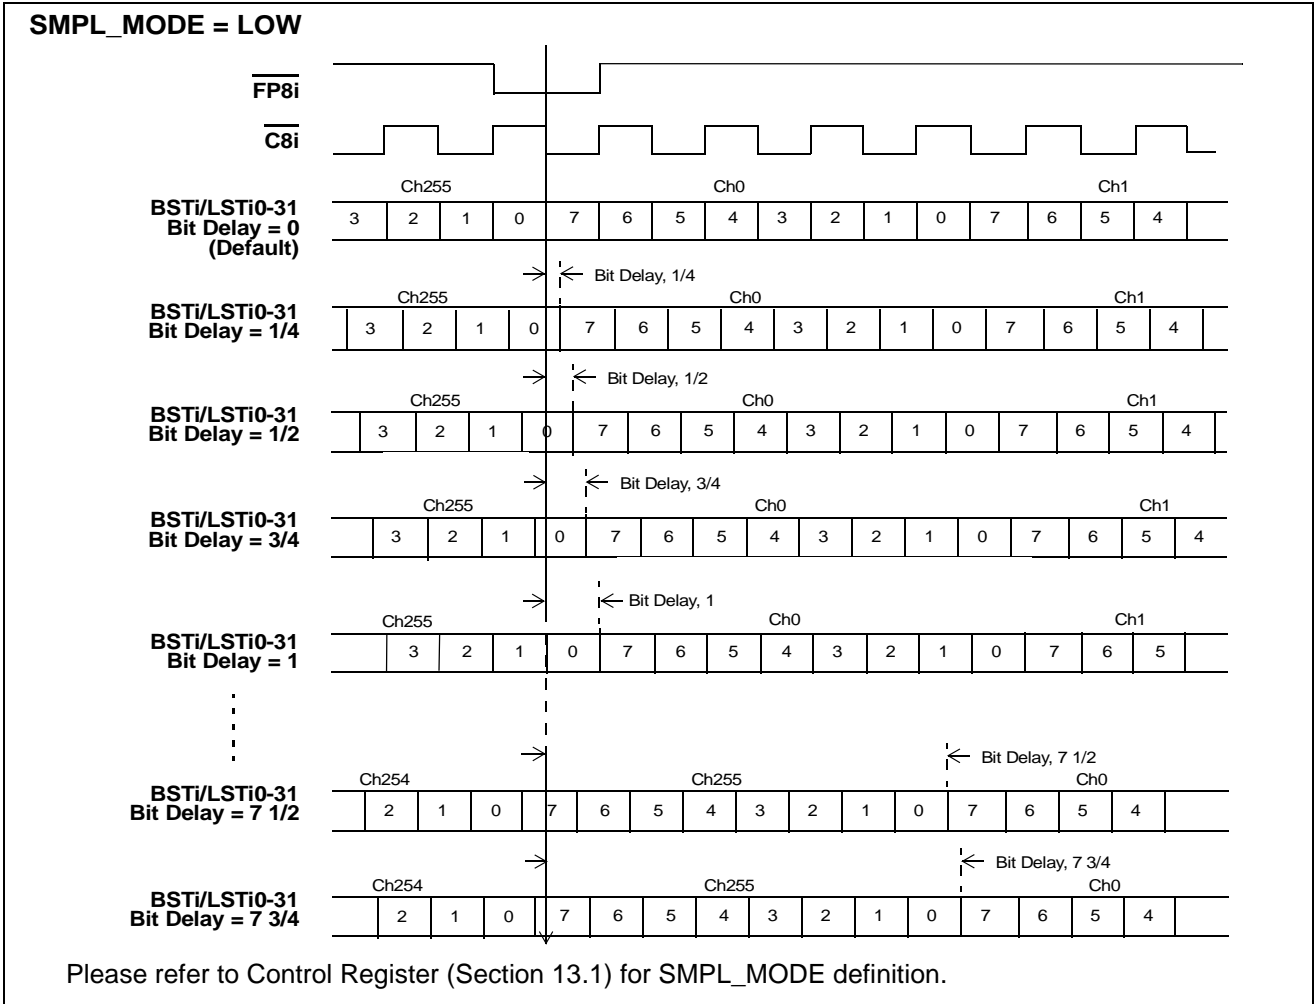 SMPL_MODE = LOW
FP8i
C8i
Ch255 Ch0 Ch1
BSTi/LSTi0-31
Bit Delay = 0
(Default)
3 2 1 0 7 6 5 4 3 2 1 0 7 6 5 4
Bit Delay, 1/4
Ch255 Ch0 Ch1
BSTi/LSTi0-31
Bit Delay = 1/4
3 2 1 0 7 6 5 4 3 2 1 0 7 6 5 4
Bit Delay, 1/2
Ch255 Ch0 Ch1
BSTi/LSTi0-31
Bit Delay = 1/2
3 2 1 0 7 6 5 4 3 2 1 0 7 6 5 4
Bit Delay, 3/4
Ch255 Ch0 Ch1
BSTi/LSTi0-31
Bit Delay = 3/4
3 2 1 0 7 6 5 4 3 2 1 0 7 6 5 4
Bit Delay, 1
Ch255 Ch0 Ch1
BSTi/LSTi0-31
Bit Delay = 1
3 2 1 0 7 6 5 4 3 2 1 0 7 6 5
Bit Delay, 7 1/2
Ch254 Ch255 Ch0
BSTi/LSTi0-31
Bit Delay = 7 1/2
2 1 0 7 6 5 4 3 2 1 0 7 6 5 4
Bit Delay, 7 3/4
Ch254 Ch255 Ch0
BSTi/LSTi0-31
Bit Delay = 7 3/4
2 1 0 7 6 5 4 3 2 1 0 7 6 5 4
Please refer to Control Register (Section 13.1) for SMPL_MODE definition.